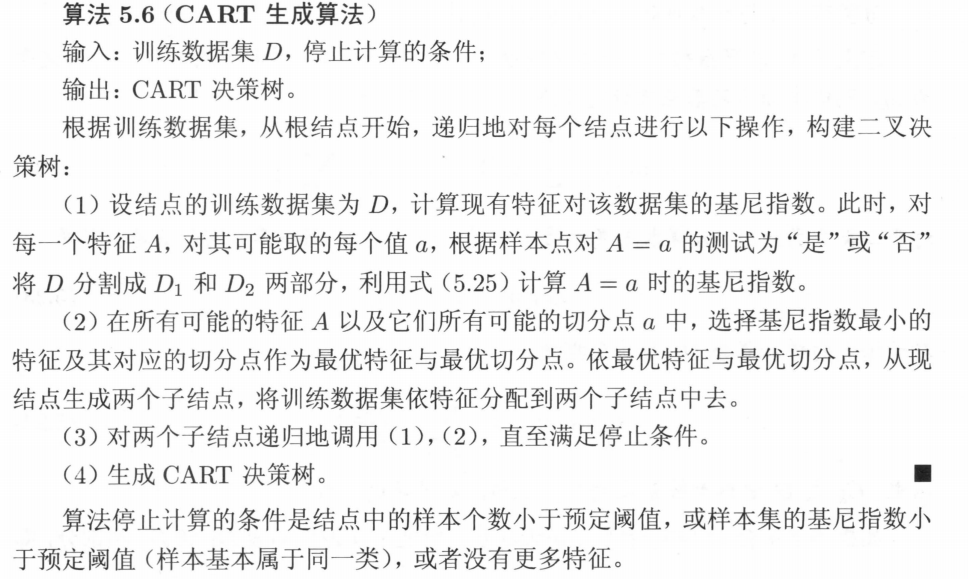 算法 5.6（CART 生成算法）
输入：训练数据集 D，停止计算的条件；
输出：CART 决策树。
根据训练数据集，从根结点开始，递归地对每个结点进行以下操作，构建二叉决
策树：
（1）设结点的训练数据集为 D，计算现有特征对该数据集的基尼指数。此时，对
每一个特征 A，对其可能取的每个值 a，根据样本点对 A = a 的测试为“是”或“否”
将 D 分割成 D₁ 和 D₂ 两部分，利用式（5.25）计算 A = a 时的基尼指数。
（2）在所有可能的特征 A 以及它们所有可能的切分点 a 中，选择基尼指数最小的
特征及其对应的切分点作为最优特征与最优切分点。依最优特征与最优切分点，从现
结点生成两个子结点，将训练数据集依特征分配到两个子结点中去。
（3）对两个子结点递归地调用（1），（2），直至满足停止条件。
（4）生成 CART 决策树。 ■
算法停止计算的条件是结点中的样本个数小于预定阈值，或样本集的基尼指数小
于预定阈值（样本基本属于同一类），或者没有更多特征。